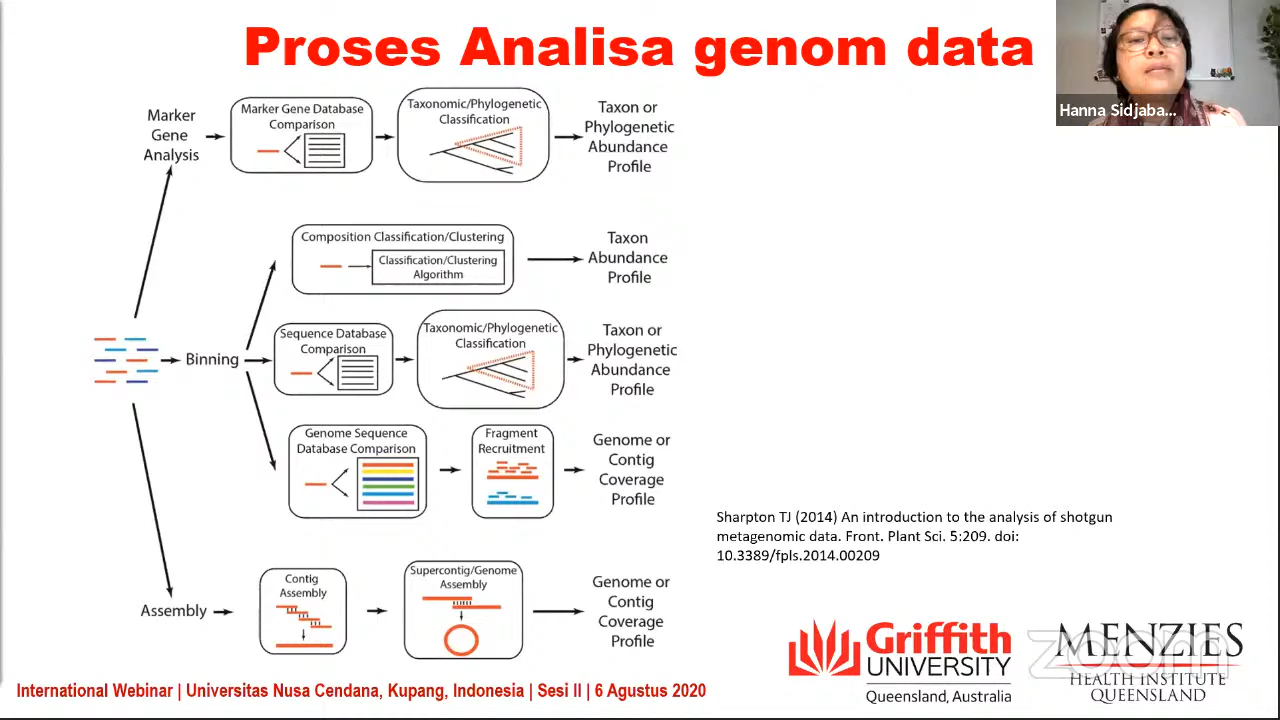 Proses Analisa genom data
Hanna Sidjaba...
Marker
Gene
Analysis
Marker Gene Database
Comparison
Taxonomic/Phylogenetic
Classification
Taxon or
Phylogenetic
Abundance
Profile
Composition Classification/Clustering
Classification/Clustering
Algorithm
Taxon
Abundance
Profile
Binning
Sequence Database
Comparison
Taxonomic/Phylogenetic
Classification
Taxon or
Phylogenetic
Abundance
Profile
Genome Sequence
Database Comparison
Fragment
Recruitment
Genome or
Contig
Coverage
Profile
Assembly
Contig
Assembly
Supercontig/Genome
Assembly
Genome or
Contig
Coverage
Profile
Sharpton TJ (2014) An introduction to the analysis of shotgun
metagenomic data. Front. Plant Sci. 5:209. doi:
10.3389/fpls.2014.00209
Griffith
UNIVERSITY
Queensland, Australia
MENZIES
HEALTH INSTITUTE
QUEENSLAND
zoom
International Webinar | Universitas Nusa Cendana, Kupang, Indonesia | Sesi II | 6 Agustus 2020